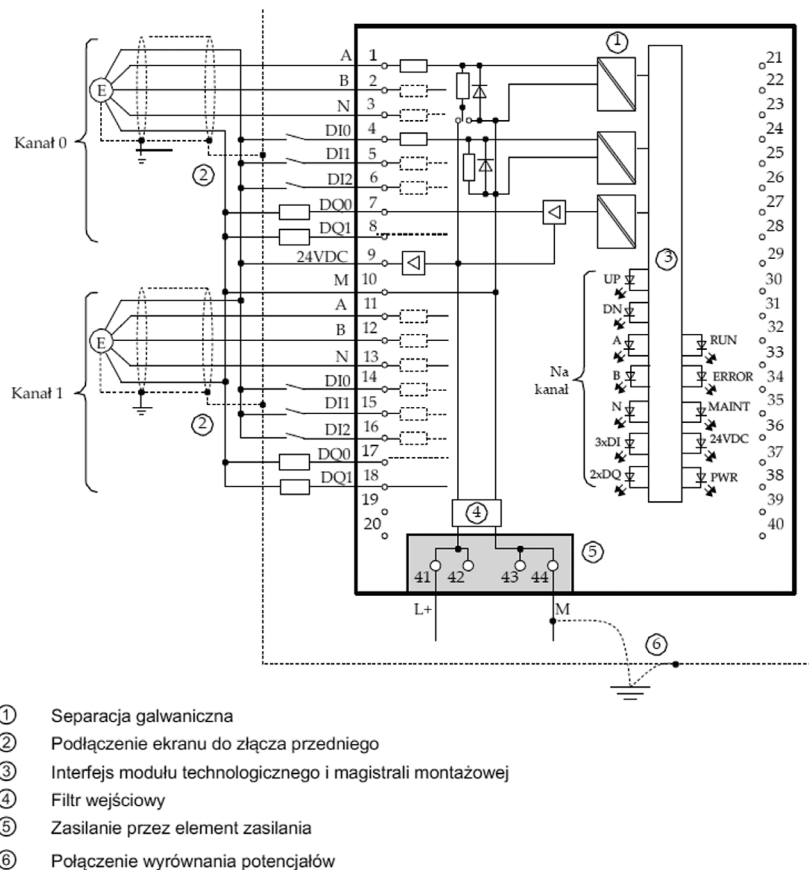 Kanał 0
E
A 1
B 2
N 3
DI0 4
DI1 5
DI2 6
DQ0 7
DQ1 8
24VDC 9
M 10
②
Kanał 1
E
A 11
B 12
N 13
DI0 14
DI1 15
DI2 16
DQ0 17
DQ1 18
19
20
②
①
③
Na
kanał
UP
DN
A
B
N
3xDI
2xDQ
RUN
ERROR
MAINT
24VDC
PWR
21
22
23
24
25
26
27
28
29
30
31
32
33
34
35
36
37
38
39
40
④
⑤
41 42 43 44
L+ M
⑥
① Separacja galwaniczna
② Podłączenie ekranu do złącza przedniego
③ Interfejs modułu technologicznego i magistrali montażowej
④ Filtr wejściowy
⑤ Zasilanie przez element zasilania
⑥ Połączenie wyrównania potencjałów